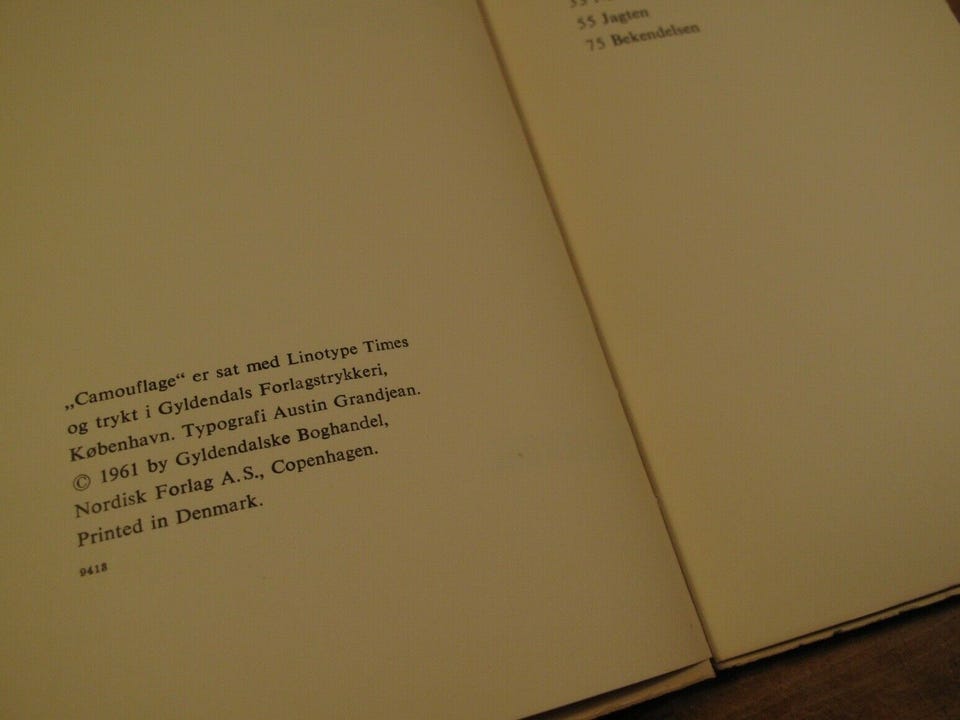 „Camouflage“ er sat med Linotype Times
og trykt i Gyldendals Forlagstrykkeri,
København. Typografi Austin Grandjean.
© 1961 by Gyldendalske Boghandel,
Nordisk Forlag A.S., Copenhagen.
Printed in Denmark.
9418
55 Jagten
75 Bekendelsen